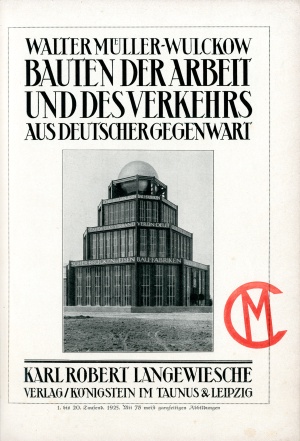 WALTER MÜLLER-WULCKOW
BAUTEN DER ARBEIT
UND DES VERKEHRS
AUS DEUTSCHER GEGENWART
CM
KARL ROBERT LANGEWIESCHE
VERLAG/KÖNIGSTEIN IM TAUNUS & LEIPZIG
1. bis 20. Tausend. 1925. Mit 78 meist ganzseitigen Abbildungen